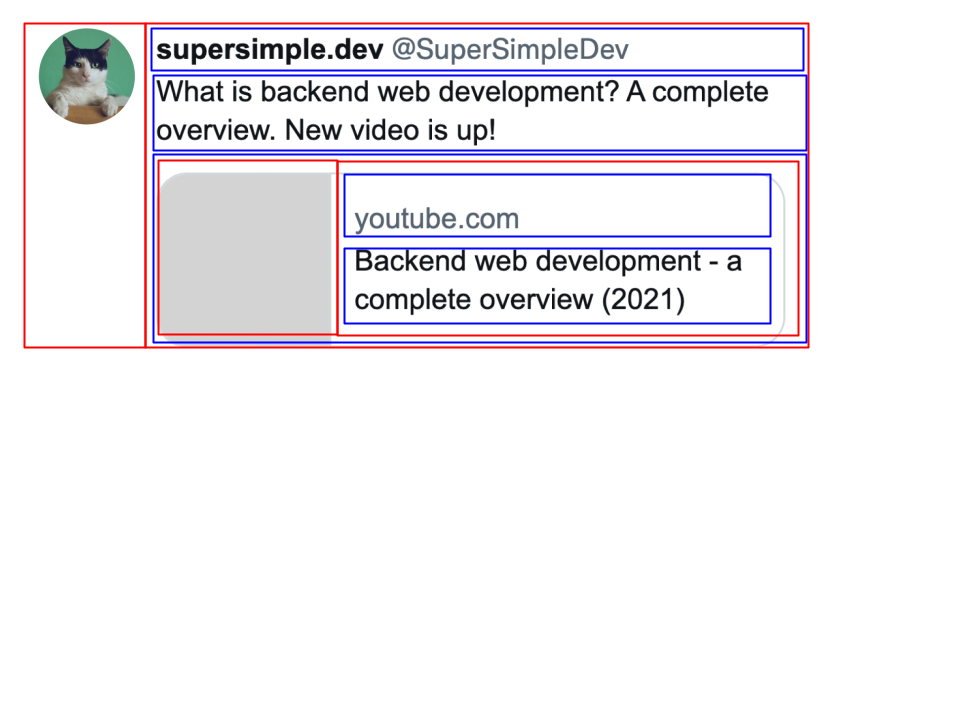 supersimple.dev @SuperSimpleDev
What is backend web development? A complete
overview. New video is up!
youtube.com
Backend web development - a
complete overview (2021)